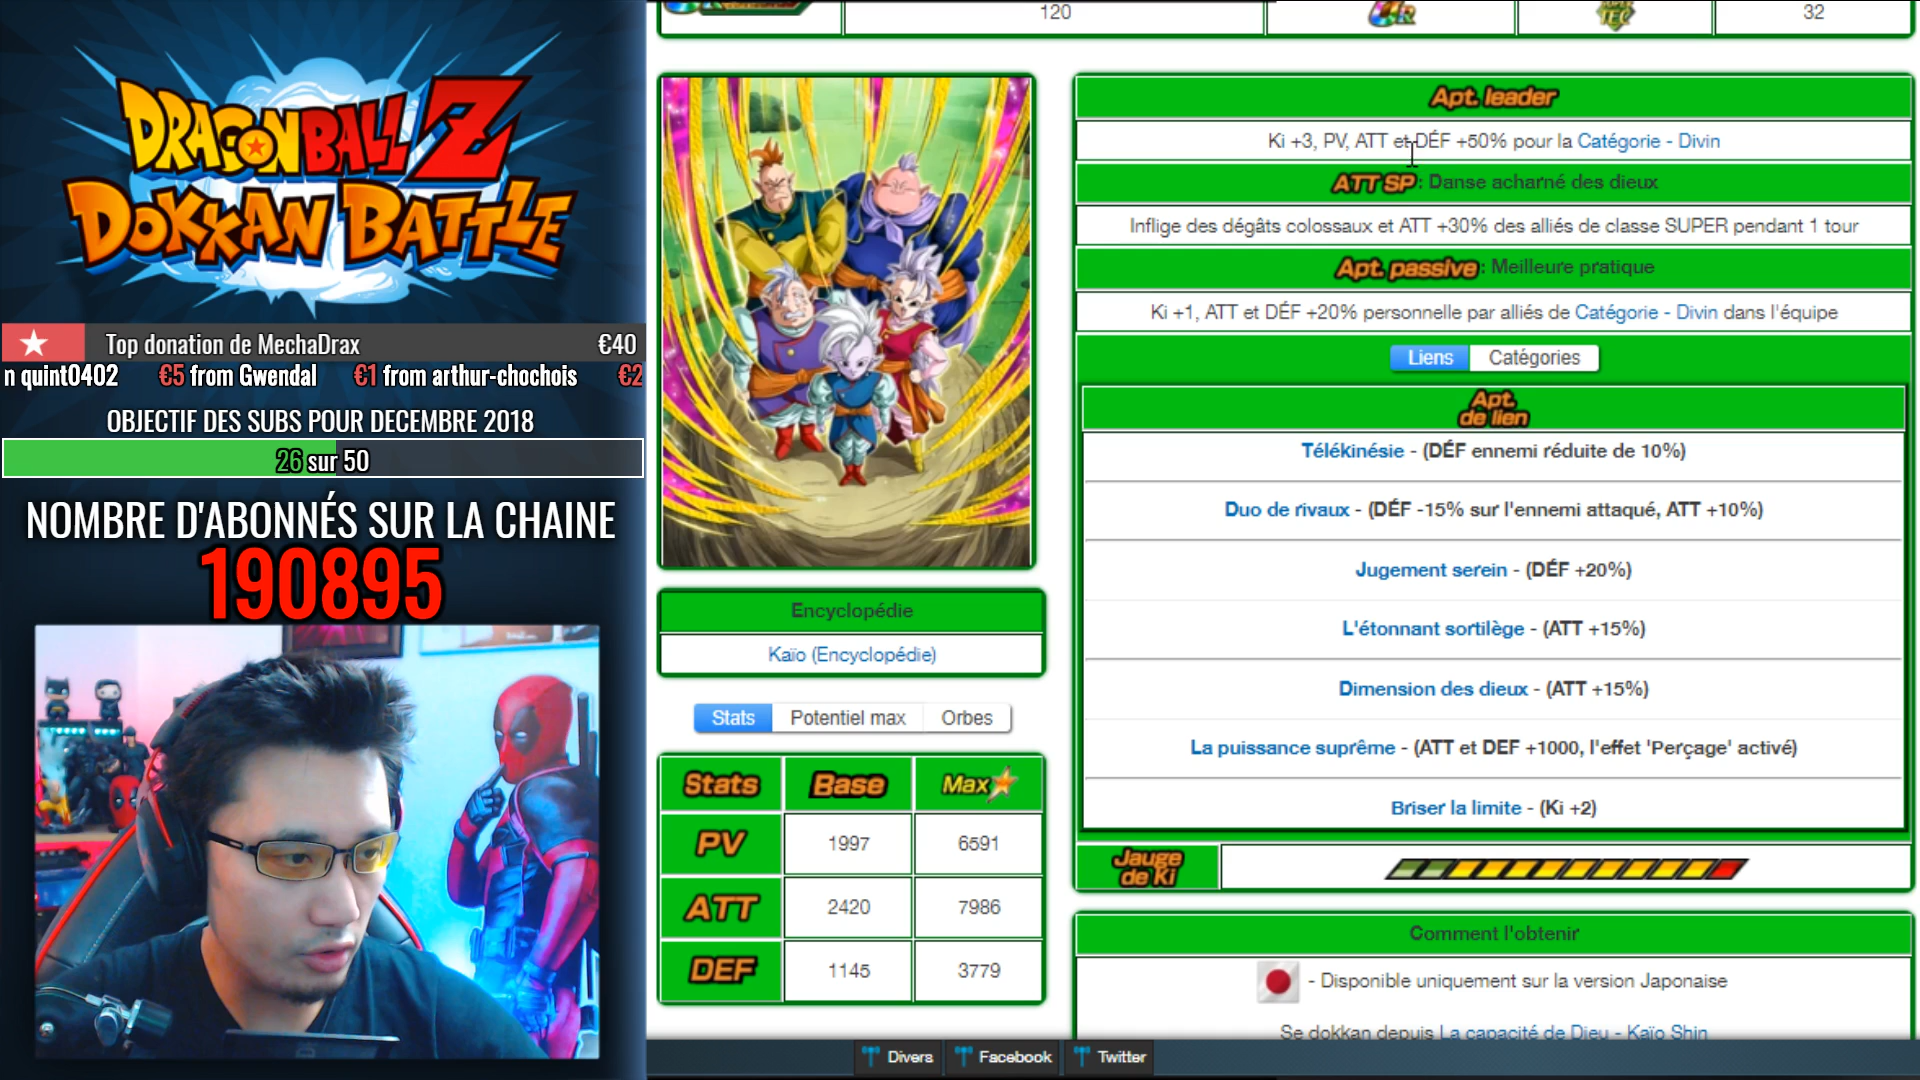 DRAGON BALL Z
DOKKAN BATTLE
Top donation de MechaDrax €40
n quint0402 €5 from Gwendal €1 from arthur-chochois €2
OBJECTIF DES SUBS POUR DECEMBRE 2018
26 sur 50
NOMBRE D'ABONNÉS SUR LA CHAINE
190895
120 UR TEC 32
Encyclopédie
Kaïo (Encyclopédie)
Stats Potentiel max Orbes
Stats Base Max
PV 1997 6591
ATT 2420 7986
DEF 1145 3779
Apt. leader
Ki +3, PV, ATT et DÉF +50% pour la Catégorie - Divin
ATT SP : Danse acharné des dieux
Inflige des dégâts colossaux et ATT +30% des alliés de classe SUPER pendant 1 tour
Apt. passive : Meilleure pratique
Ki +1, ATT et DÉF +20% personnelle par alliés de Catégorie - Divin dans l'équipe
Liens Catégories
Apt.
de lien
Télékinésie - (DÉF ennemi réduite de 10%)
Duo de rivaux - (DÉF -15% sur l'ennemi attaqué, ATT +10%)
Jugement serein - (DÉF +20%)
L'étonnant sortilège - (ATT +15%)
Dimension des dieux - (ATT +15%)
La puissance suprême - (ATT et DEF +1000, l'effet 'Perçage' activé)
Briser la limite - (Ki +2)
Jauge
de Ki
Comment l'obtenir
- Disponible uniquement sur la version Japonaise
Se dokkan depuis La capacité de Dieu - Kaïo Shin
Divers Facebook Twitter